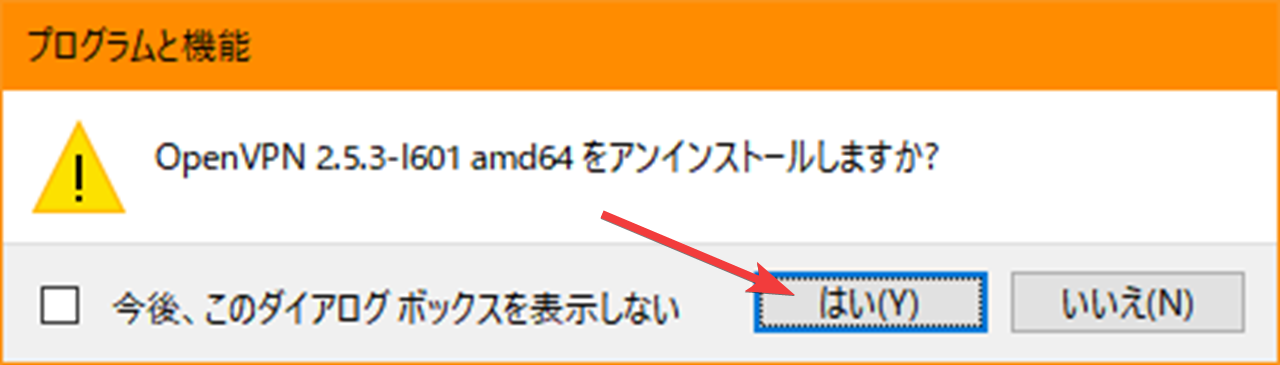 プログラムと機能
OpenVPN 2.5.3-I601 amd64 をアンインストールしますか?
今後、このダイアログ ボックスを表示しない
はい(Y)
いいえ(N)